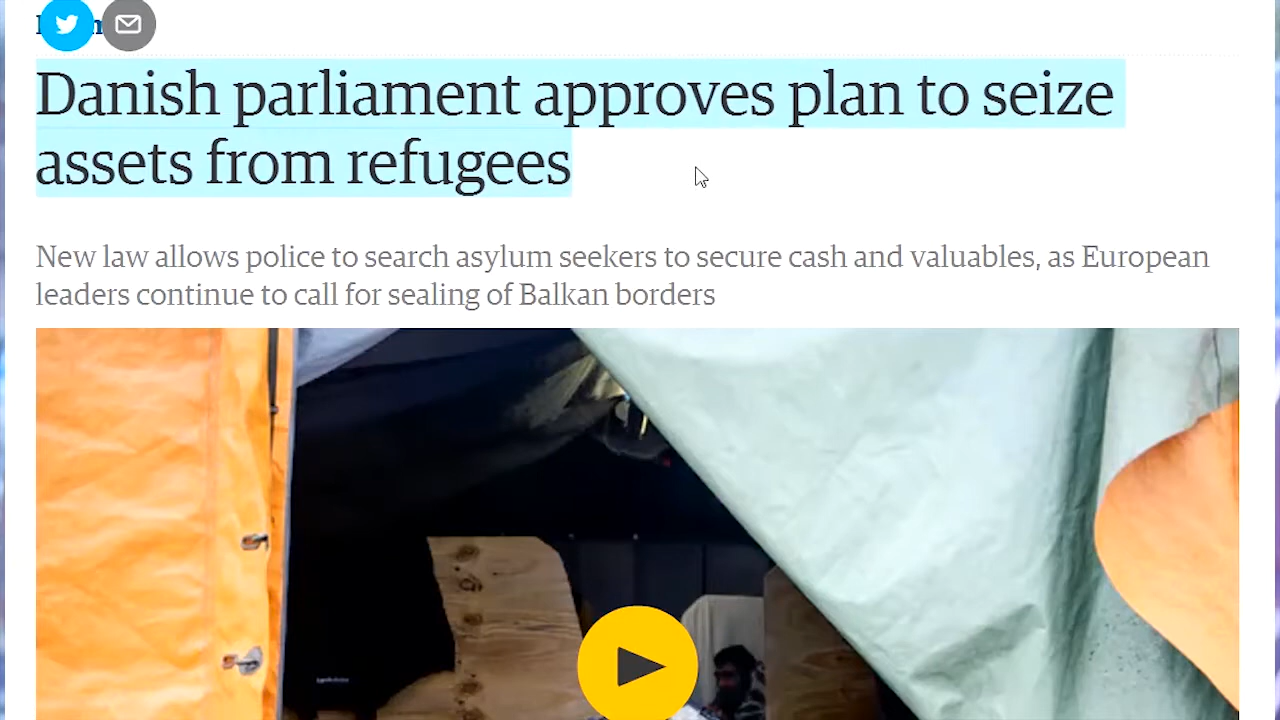 Danish parliament approves plan to seize
assets from refugees
New law allows police to search asylum seekers to secure cash and valuables, as European
leaders continue to call for sealing of Balkan borders